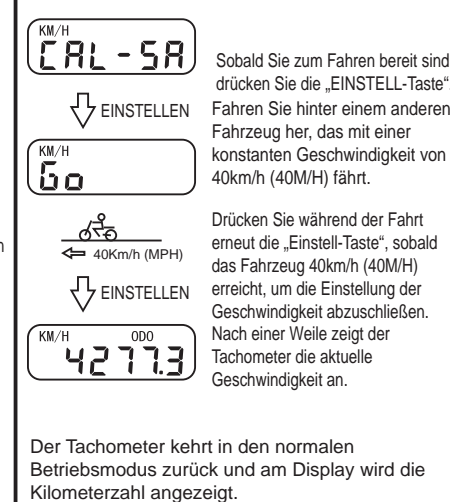 KM/H
CAL-SA
Sobald Sie zum Fahren bereit sind
drücken Sie die „EINSTELL-Taste“.
EINSTELLEN
Fahren Sie hinter einem anderen
Fahrzeug her, das mit einer
konstanten Geschwindigkeit von
40km/h (40M/H) fährt.
KM/H
Go
40Km/h (MPH)
Drücken Sie während der Fahrt
erneut die „Einstell-Taste“, sobald
das Fahrzeug 40km/h (40M/H)
erreicht, um die Einstellung der
Geschwindigkeit abzuschließen.
EINSTELLEN
Nach einer Weile zeigt der
Tachometer die aktuelle
Geschwindigkeit an.
KM/H ODO
4277.3
Der Tachometer kehrt in den normalen
Betriebsmodus zurück und am Display wird die
Kilometerzahl angezeigt.